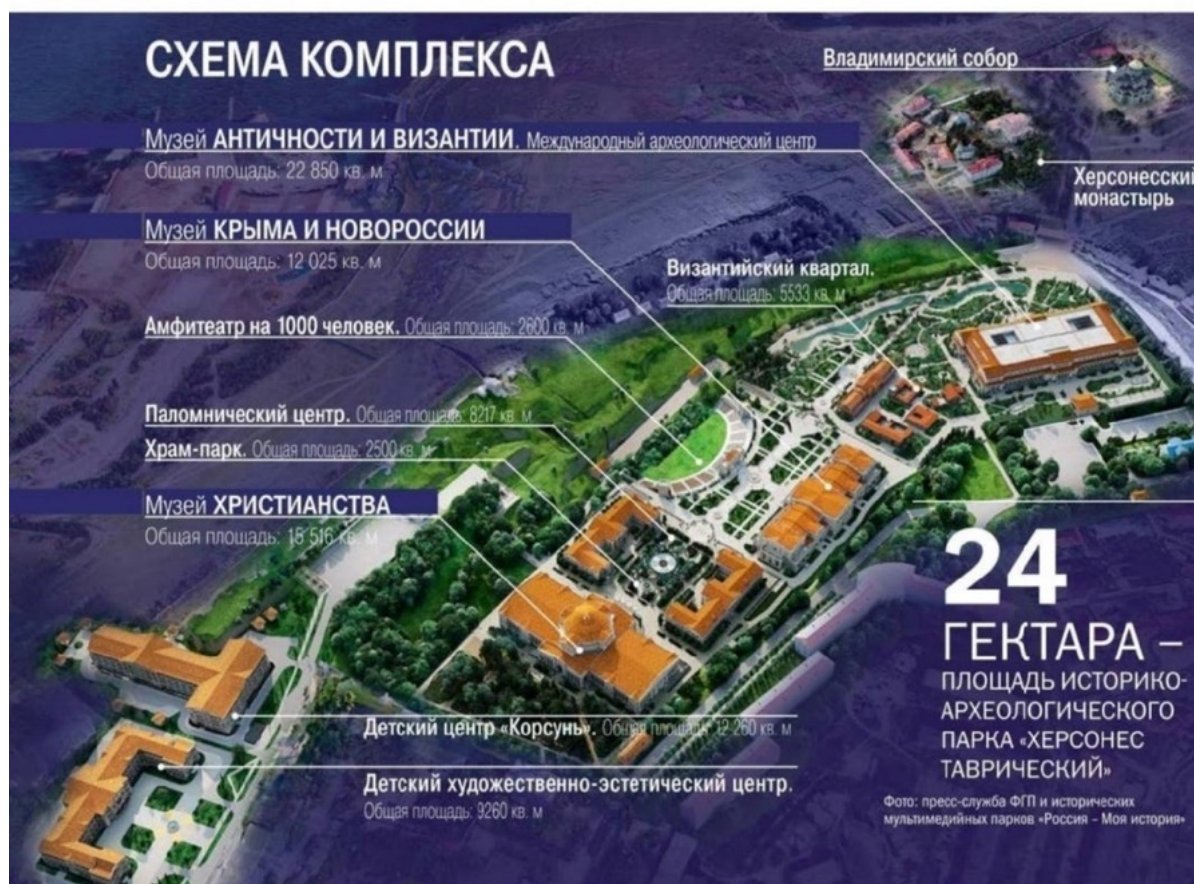 СХЕМА КОМПЛЕКСА
Владимирский собор
Музей АНТИЧНОСТИ И ВИЗАНТИИ. Международный археологический центр
Общая площадь: 22 850 кв. м
Херсонесский
монастырь
Музей КРЫМА И НОВОРОССИИ
Общая площадь: 12 025 кв. м
Византийский квартал.
Общая площадь: 5533 кв. м
Амфитеатр на 1000 человек. Общая площадь: 2600 кв. м
Паломнический центр. Общая площадь: 8217 кв. м
Храм-парк. Общая площадь: 2500 кв. м
Музей ХРИСТИАНСТВА
Общая площадь: 15 516 кв. м
24
ГЕКТАРА –
ПЛОЩАДЬ ИСТОРИКО-
АРХЕОЛОГИЧЕСКОГО
ПАРКА «ХЕРСОНЕС
ТАВРИЧЕСКИЙ»
Детский центр «Корсунь». Общая площадь: 12 260 кв. м
Детский художественно-эстетический центр.
Общая площадь: 9260 кв. м
Фото: пресс-служба ФГП и исторических
мультимедийных парков «Россия – Моя история»